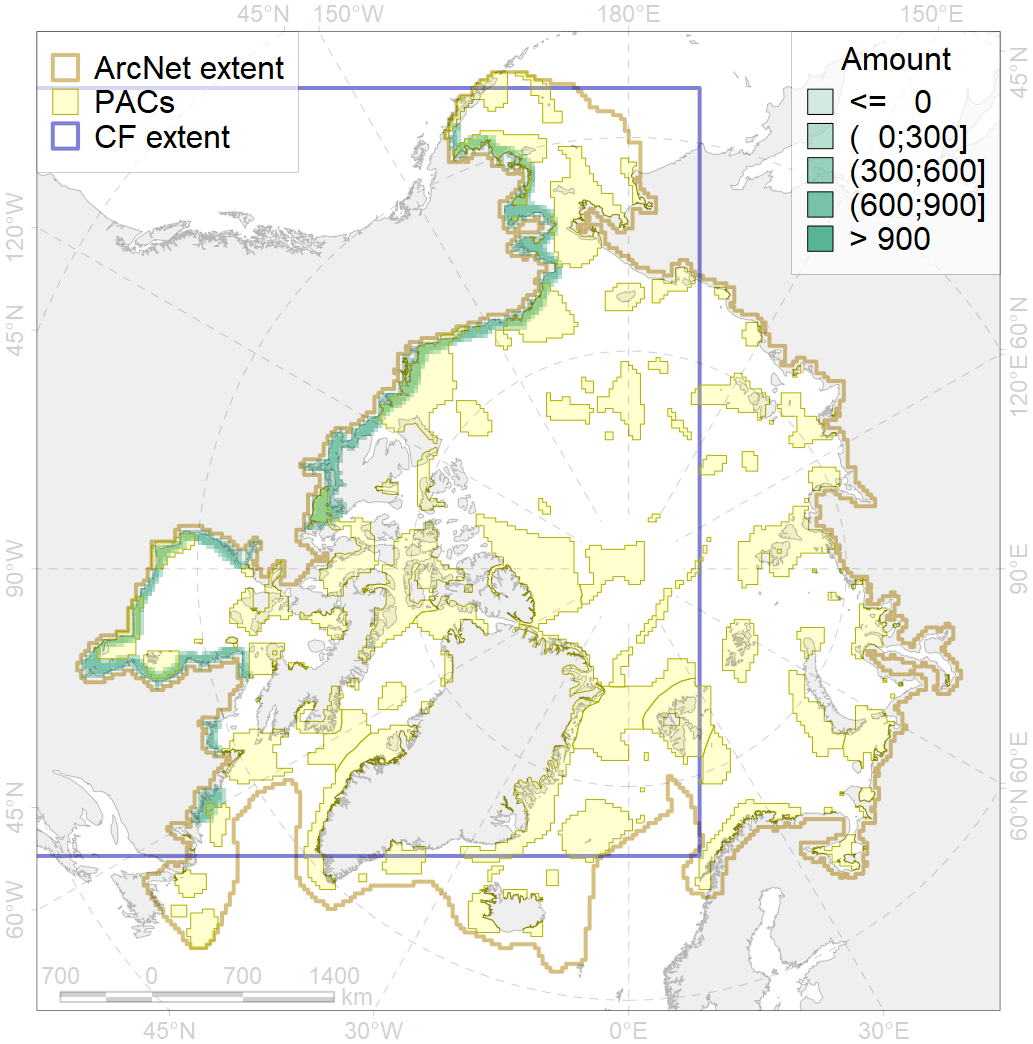 45°N 150°W 180°E 150°E
ArcNet extent
PACs
CF extent
Amount
<= 0
( 0;300]
(300;600]
(600;900]
> 900
45°N
120°W
45°N
90°W
45°N
60°W
60°N
120°E
90°E
60°E
60°N
700 0 700 1400
km
45°N 30°W 0°E 30°E